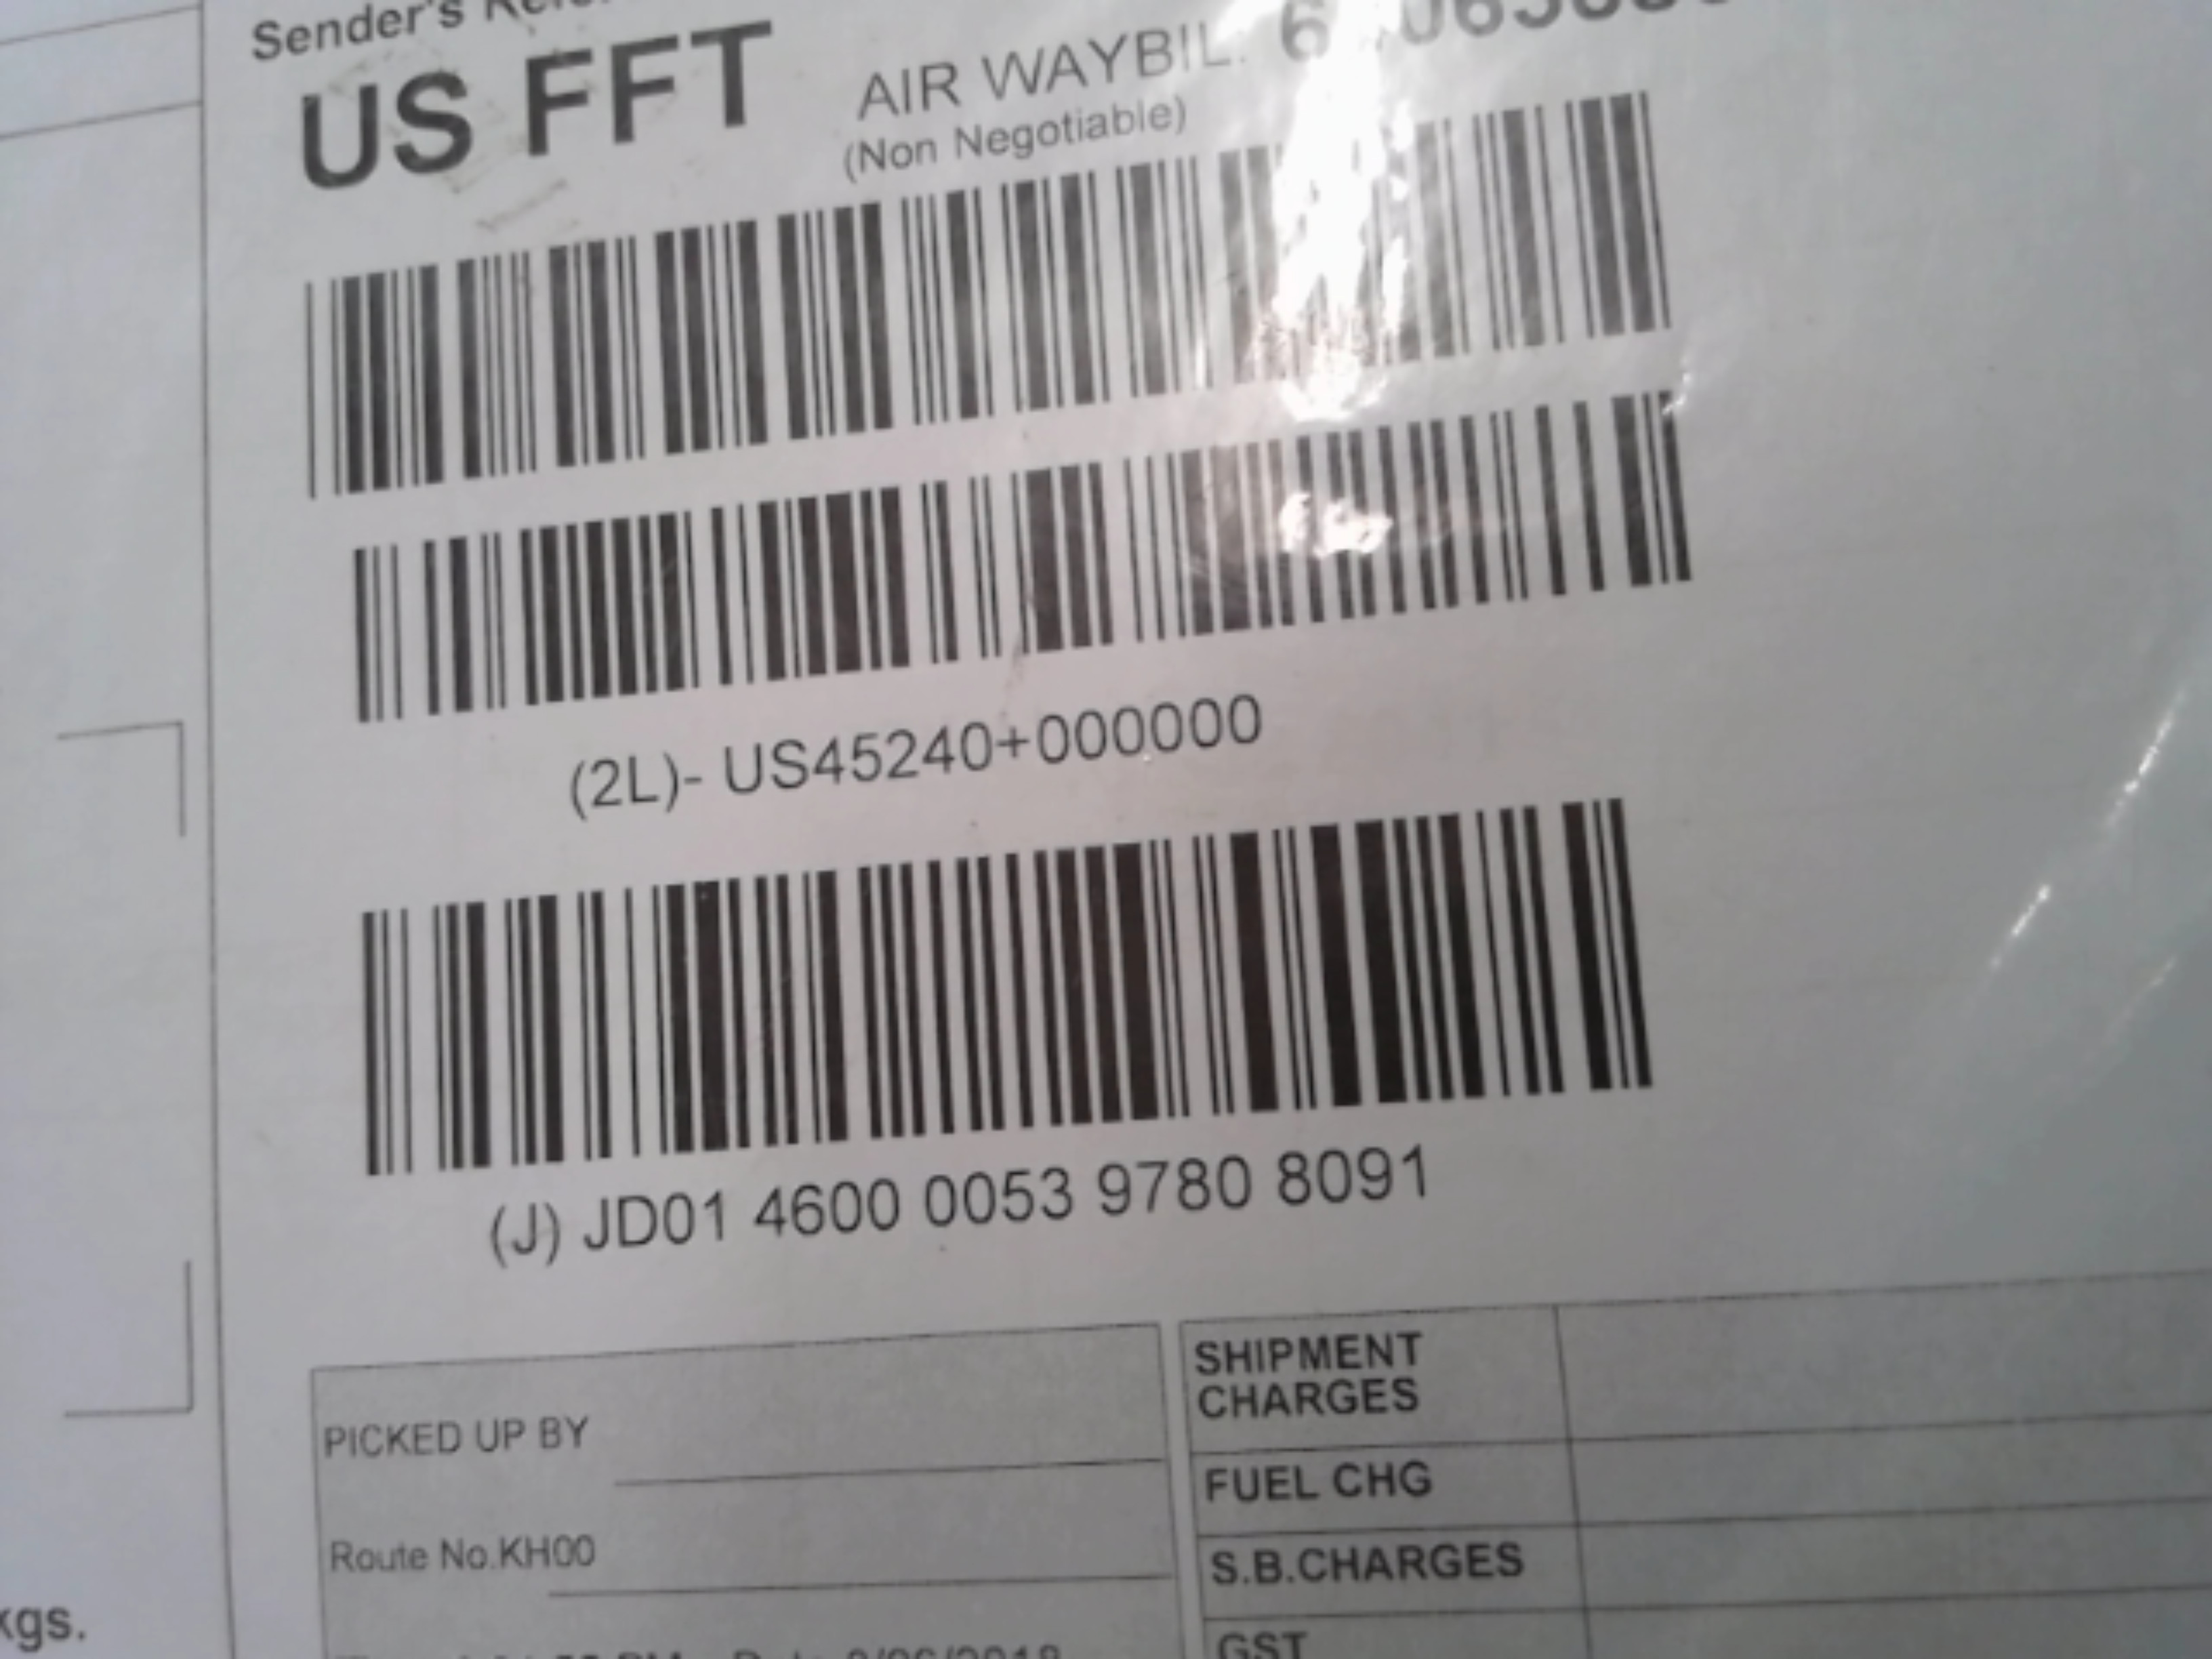 Sender's
US FFT
AIR WAYBIL
(Non Negotiable)
(2L)- US45240+000000
(J) JD01 4600 0053 9780 8091
PICKED UP BY
Route No.KH00
SHIPMENT
CHARGES
FUEL CHG
S.B.CHARGES
GST
kgs.